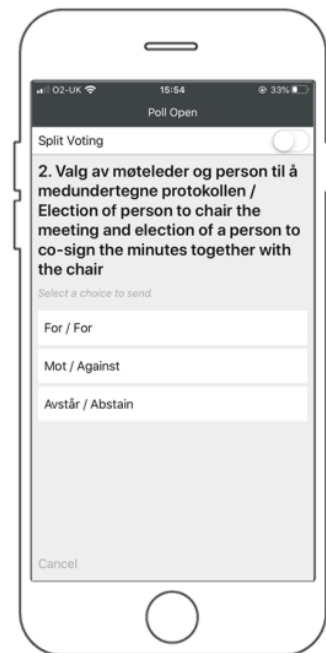 O2-UK 15:54 33%
Poll Open
Split Voting
2. Valg av møteleder og person til å
medundertegne protokollen /
Election of person to chair the
meeting and election of a person to
co-sign the minutes together with
the chair
Select a choice to send.
For / For
Mot / Against
Avstår / Abstain
Cancel